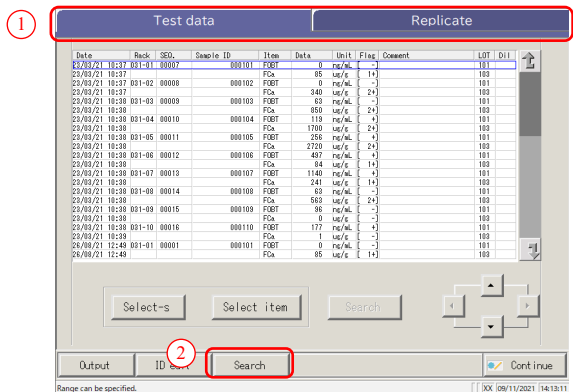 1 Test data Replicate
Date Rack SEQ. Sample ID Item Data Unit Flag Comment LOT Dil
23/03/21 10:37 031-01 00007 000101 FOBT 0 ng/mL [ -] 101
23/03/21 10:37 FCa 85 ug/g [ 1+] 103
23/03/21 10:37 031-02 00008 000102 FOBT 0 ng/mL [ -] 101
23/03/21 10:37 FCa 340 ug/g [ 2+] 103
23/03/21 10:38 031-03 00009 000103 FOBT 63 ng/mL [ -] 101
23/03/21 10:38 FCa 850 ug/g [ 2+] 103
23/03/21 10:38 031-04 00010 000104 FOBT 119 ng/mL [ +] 101
23/03/21 10:38 FCa 1700 ug/g [ 2+] 103
23/03/21 10:38 031-05 00011 000105 FOBT 256 ng/mL [ +] 101
23/03/21 10:38 FCa 2720 ug/g [ 2+] 103
23/03/21 10:38 031-06 00012 000106 FOBT 497 ng/mL [ +] 101
23/03/21 10:38 FCa 84 ug/g [ 1+] 103
23/03/21 10:38 031-07 00013 000107 FOBT 1140 ng/mL [ +] 101
23/03/21 10:38 FCa 241 ug/g [ 1+] 103
23/03/21 10:38 031-08 00014 000108 FOBT 63 ng/mL [ -] 101
23/03/21 10:38 FCa 563 ug/g [ 2+] 103
23/03/21 10:38 031-09 00015 000109 FOBT 96 ng/mL [ -] 101
23/03/21 10:38 FCa 0 ug/g [ -] 103
23/03/21 10:38 031-10 00016 000110 FOBT 177 ng/mL [ +] 101
23/03/21 10:39 FCa 1 ug/g [ -] 103
26/08/21 12:49 031-01 00001 000101 FOBT 0 ng/mL [ -] 101
26/08/21 12:49 FCa 85 ug/g [ 1+] 103
Select-s Select item Search
2
Output ID Search Continue
Range can be specified. XX 09/11/2021 14:13:11